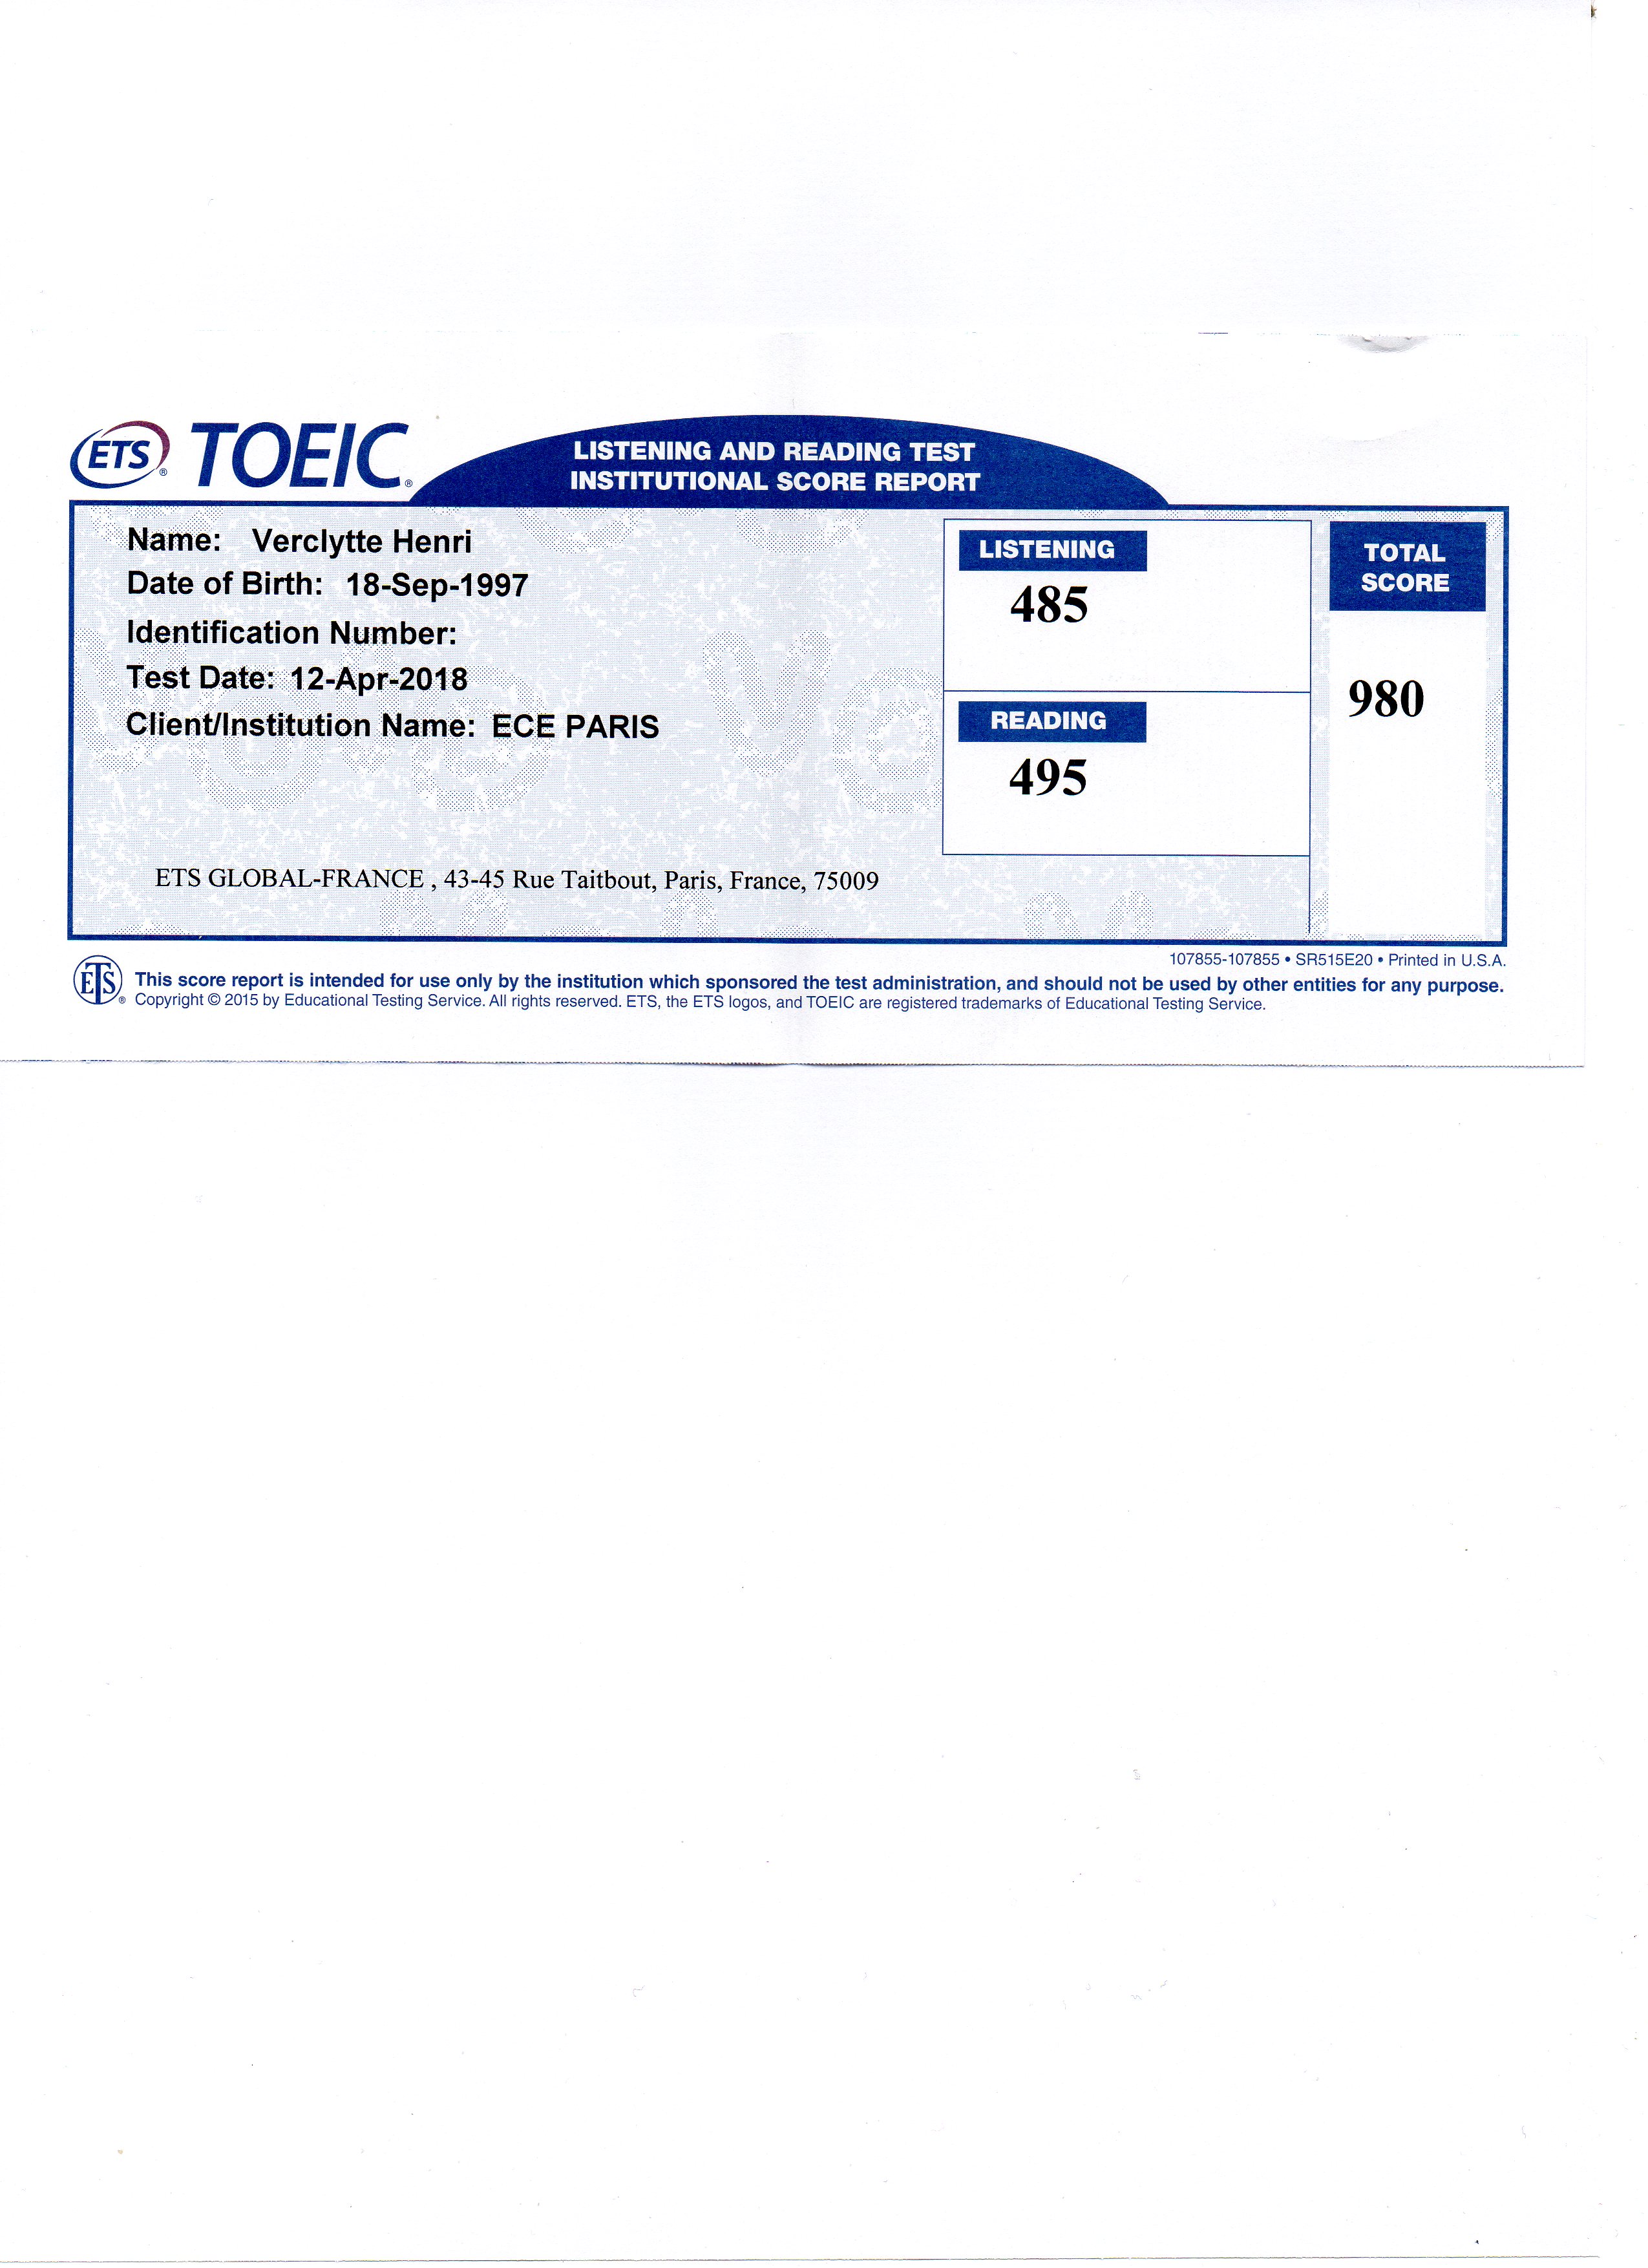 ETS® TOEIC®
LISTENING AND READING TEST
INSTITUTIONAL SCORE REPORT
Name: Verclytte Henri
Date of Birth: 18-Sep-1997
Identification Number:
Test Date: 12-Apr-2018
Client/Institution Name: ECE PARIS
ETS GLOBAL-FRANCE , 43-45 Rue Taitbout, Paris, France, 75009
LISTENING
485
READING
495
TOTAL
SCORE
980
107855-107855 • SR515E20 • Printed in U.S.A.
ETS®
This score report is intended for use only by the institution which sponsored the test administration, and should not be used by other entities for any purpose.
Copyright © 2015 by Educational Testing Service. All rights reserved. ETS, the ETS logos, and TOEIC are registered trademarks of Educational Testing Service.